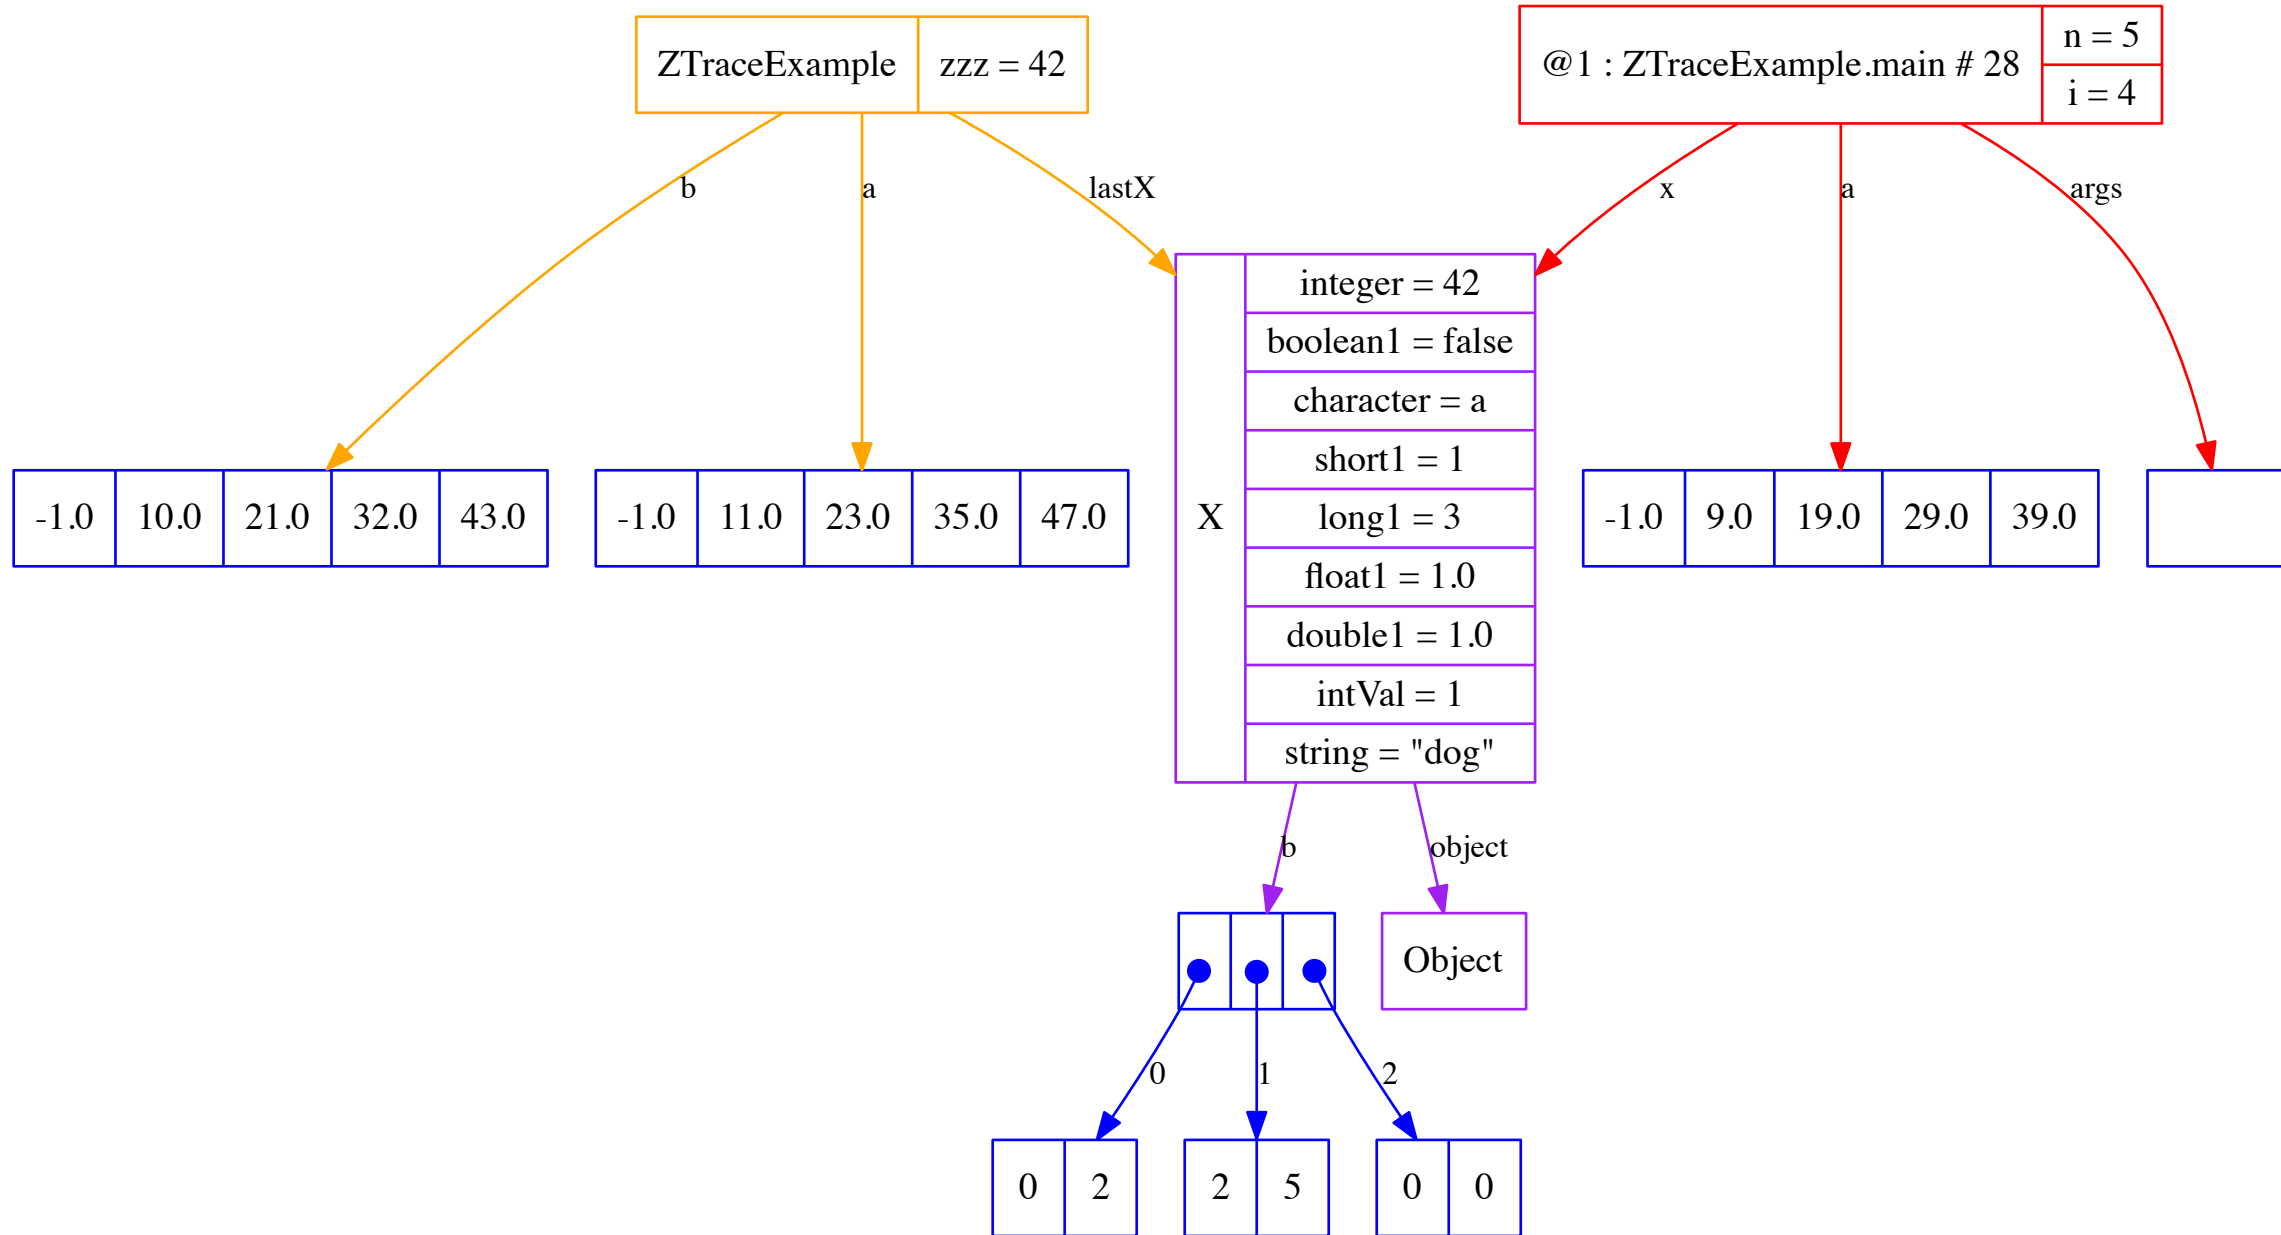 ZTraceExample
zzz = 42
@1 : ZTraceExample.main # 28
n = 5
i = 4
b
a
lastX
x
a
args
-1.0 10.0 21.0 32.0 43.0
-1.0 11.0 23.0 35.0 47.0
X
integer = 42
boolean1 = false
character = a
short1 = 1
long1 = 3
float1 = 1.0
double1 = 1.0
intVal = 1
string = "dog"
-1.0 9.0 19.0 29.0 39.0
b
object
Object
0
1
2
0 2
2 5
0 0